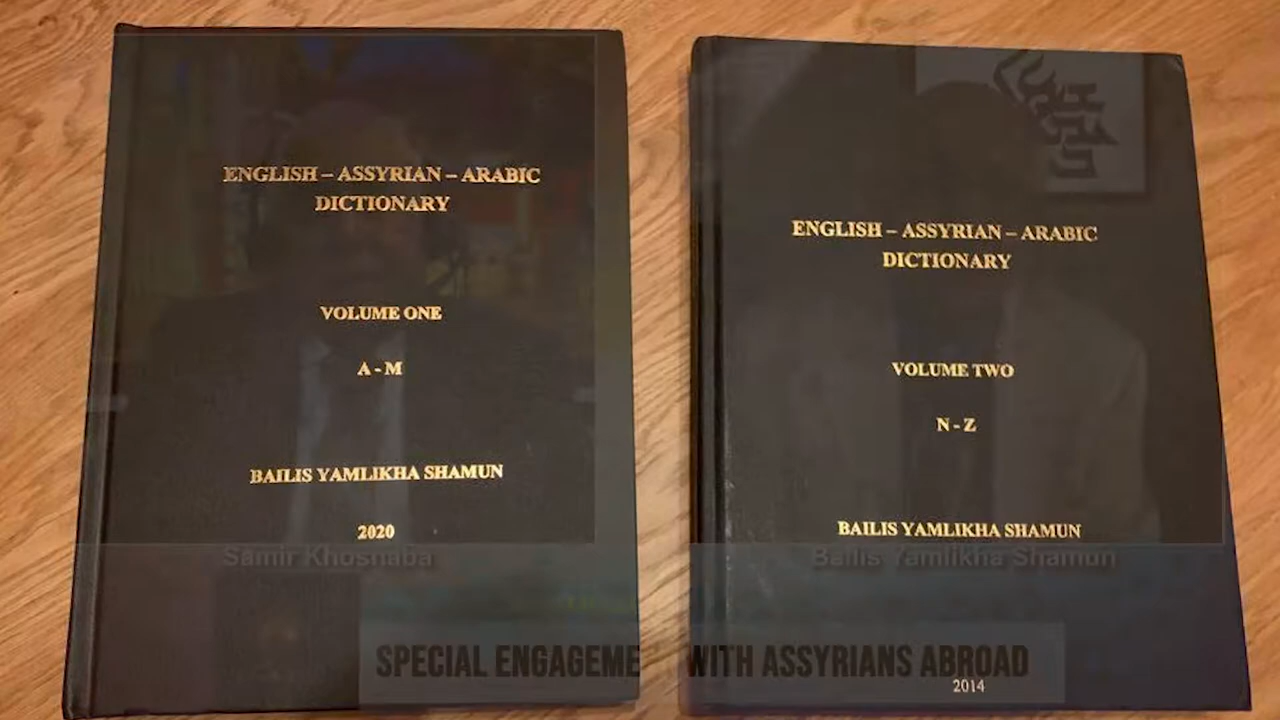 ENGLISH – ASSYRIAN – ARABIC
DICTIONARY
VOLUME ONE
A - M
BAILIS YAMLIKHA SHAMUN
2020
ENGLISH – ASSYRIAN – ARABIC
DICTIONARY
VOLUME TWO
N - Z
BAILIS YAMLIKHA SHAMUN
2014
Samir Khoshaba
Bailis Yamlikha Shamun
SPECIAL ENGAGEME WITH ASSYRIANS ABROAD